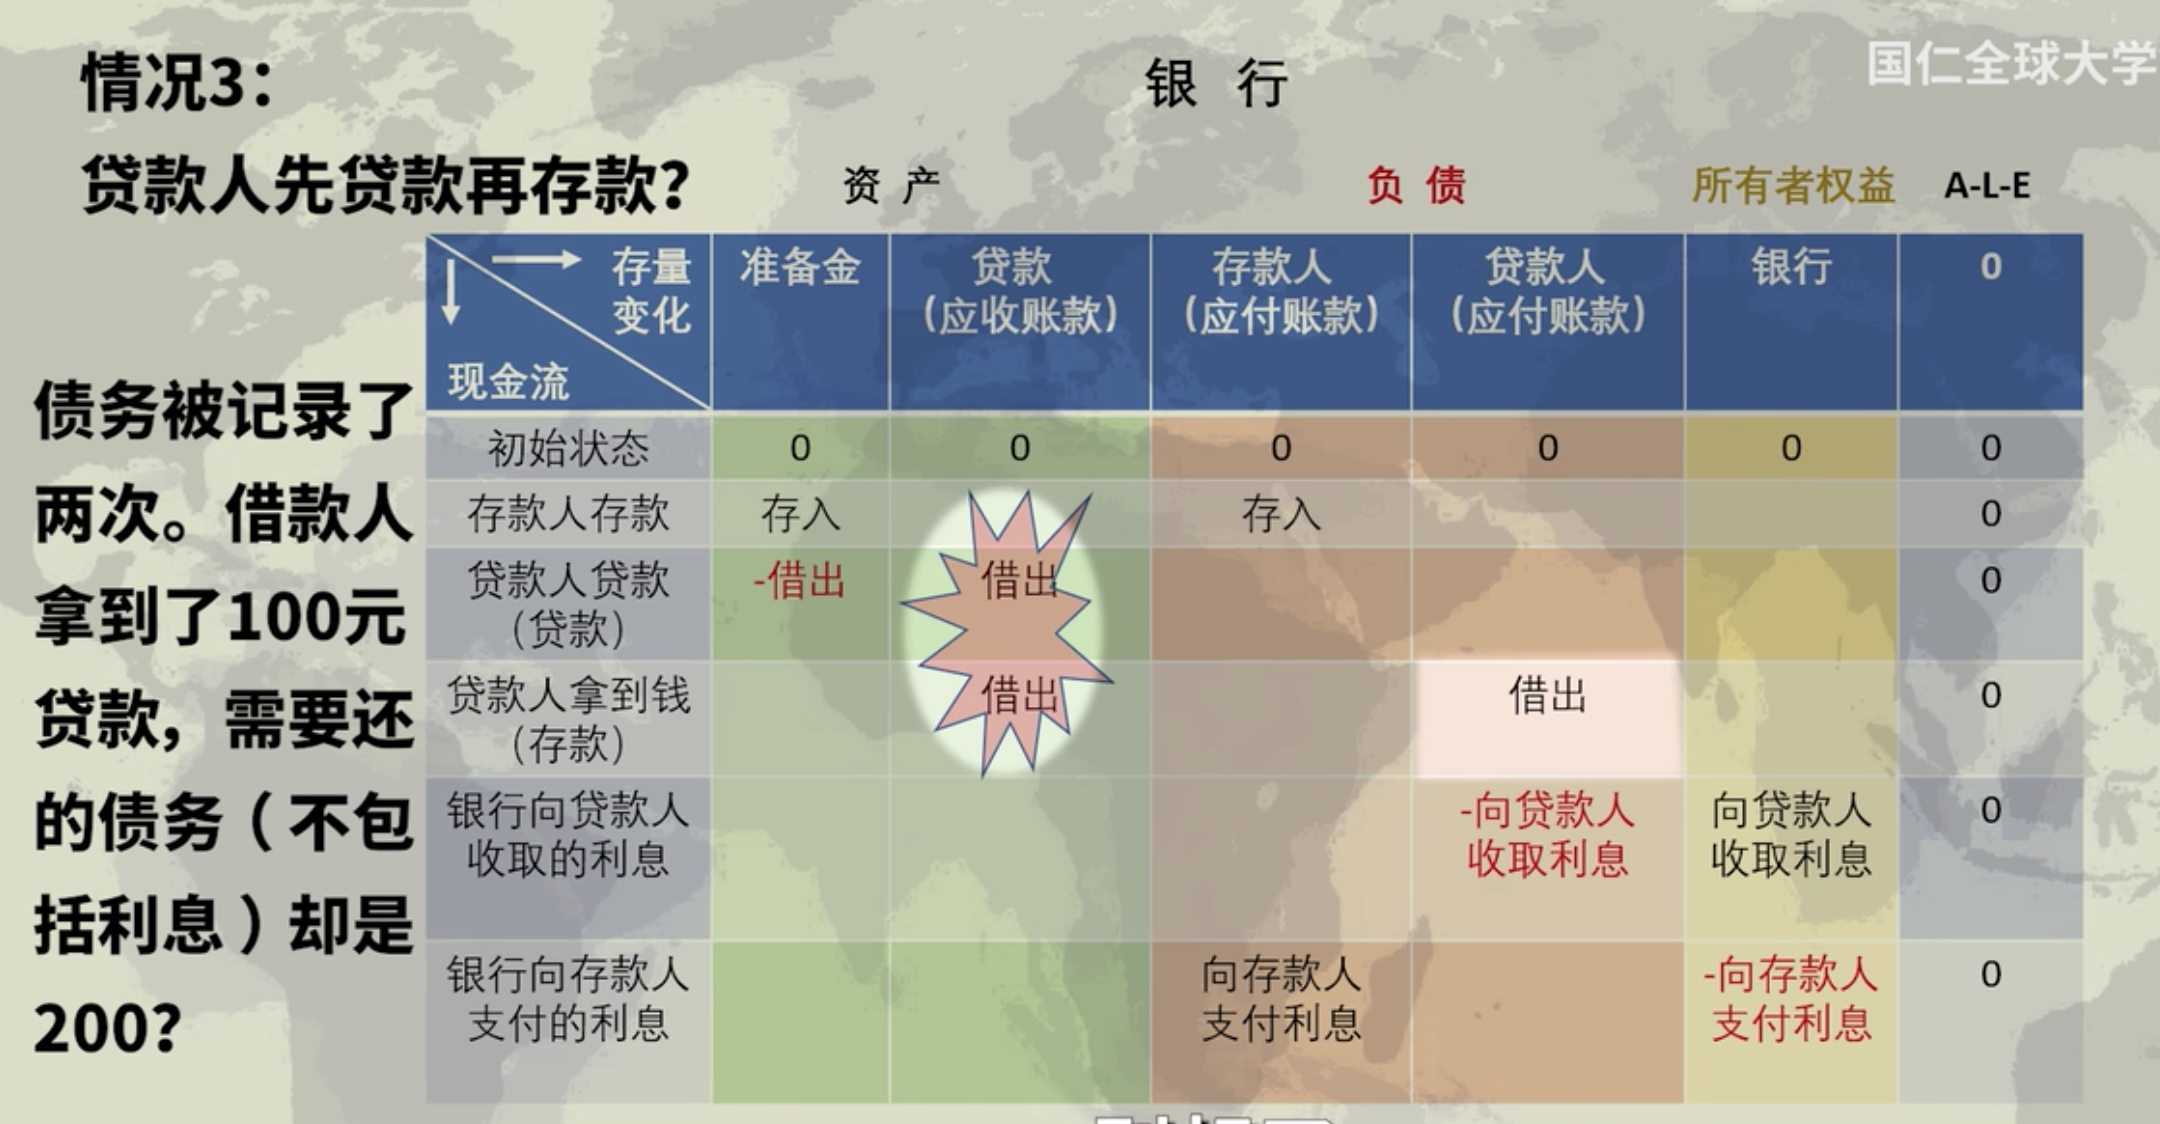 情况3：
贷款人先贷款再存款？
银 行
国仁全球大学
资 产
负 债
所有者权益
A-L-E
债务被记录了
两次。借款人
拿到了100元
贷款，需要还
的债务（不包
括利息）却是
200？
存量
变化
现金流
准备金
贷款
（应收账款）
存款人
（应付账款）
贷款人
（应付账款）
银行
0
初始状态 0 0 0 0 0 0
存款人存款 存入 存入 0
贷款人贷款
（贷款）
-借出 借出 0
贷款人拿到钱
（存款）
借出 借出 0
银行向贷款人
收取的利息
-向贷款人
收取利息
向贷款人
收取利息
0
银行向存款人
支付的利息
向存款人
支付利息
-向存款人
支付利息
0